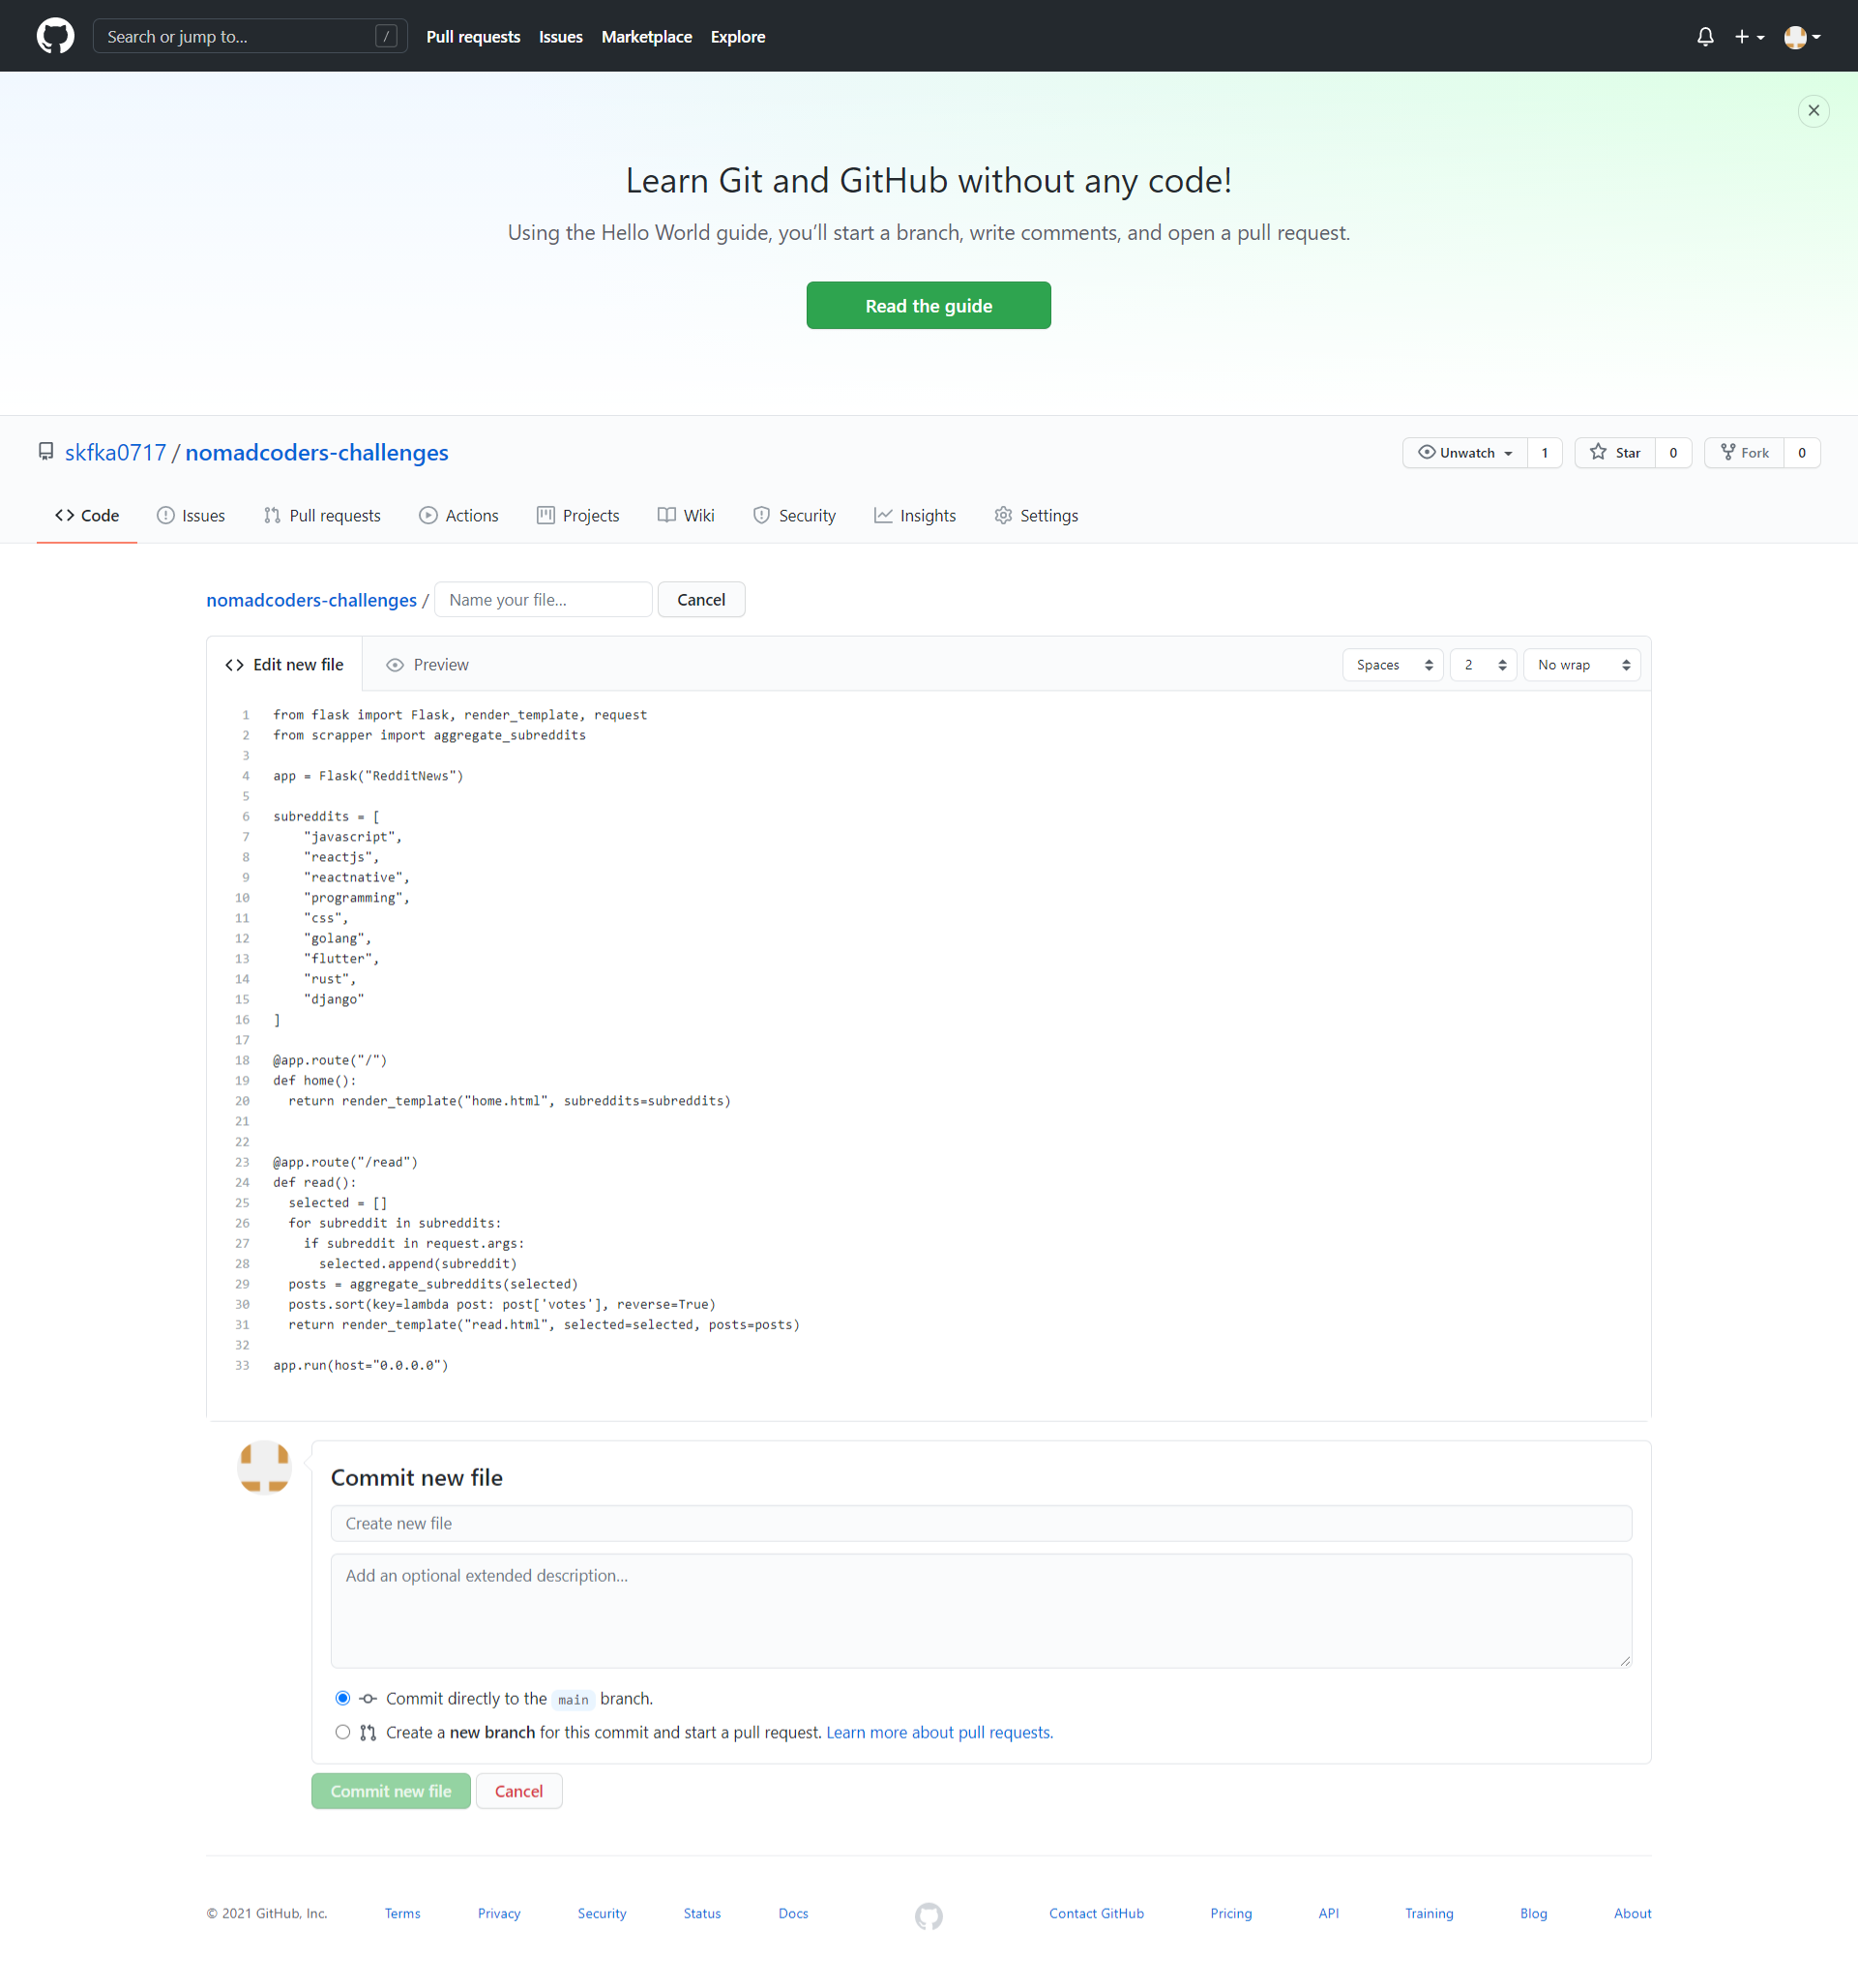 Search or jump to... / Pull requests Issues Marketplace Explore
Learn Git and GitHub without any code!
Using the Hello World guide, you’ll start a branch, write comments, and open a pull request.
Read the guide
skfka0717 / nomadcoders-challenges
Unwatch 1 Star 0 Fork 0
Code Issues Pull requests Actions Projects Wiki Security Insights Settings
nomadcoders-challenges / Name your file... Cancel
Edit new file Preview Spaces 2 No wrap
1 from flask import Flask, render_template, request
2 from scrapper import aggregate_subreddits
3
4 app = Flask("RedditNews")
5
6 subreddits = [
7     "javascript",
8     "reactjs",
9     "reactnative",
10     "programming",
11     "css",
12     "golang",
13     "flutter",
14     "rust",
15     "django"
16 ]
17
18 @app.route("/")
19 def home():
20   return render_template("home.html", subreddits=subreddits)
21
22
23 @app.route("/read")
24 def read():
25   selected = []
26   for subreddit in subreddits:
27     if subreddit in request.args:
28       selected.append(subreddit)
29   posts = aggregate_subreddits(selected)
30   posts.sort(key=lambda post: post['votes'], reverse=True)
31   return render_template("read.html", selected=selected, posts=posts)
32
33 app.run(host="0.0.0.0")
Commit new file
Create new file
Add an optional extended description...
Commit directly to the main branch.
Create a new branch for this commit and start a pull request. Learn more about pull requests.
Commit new file Cancel
© 2021 GitHub, Inc. Terms Privacy Security Status Docs Contact GitHub Pricing API Training Blog About